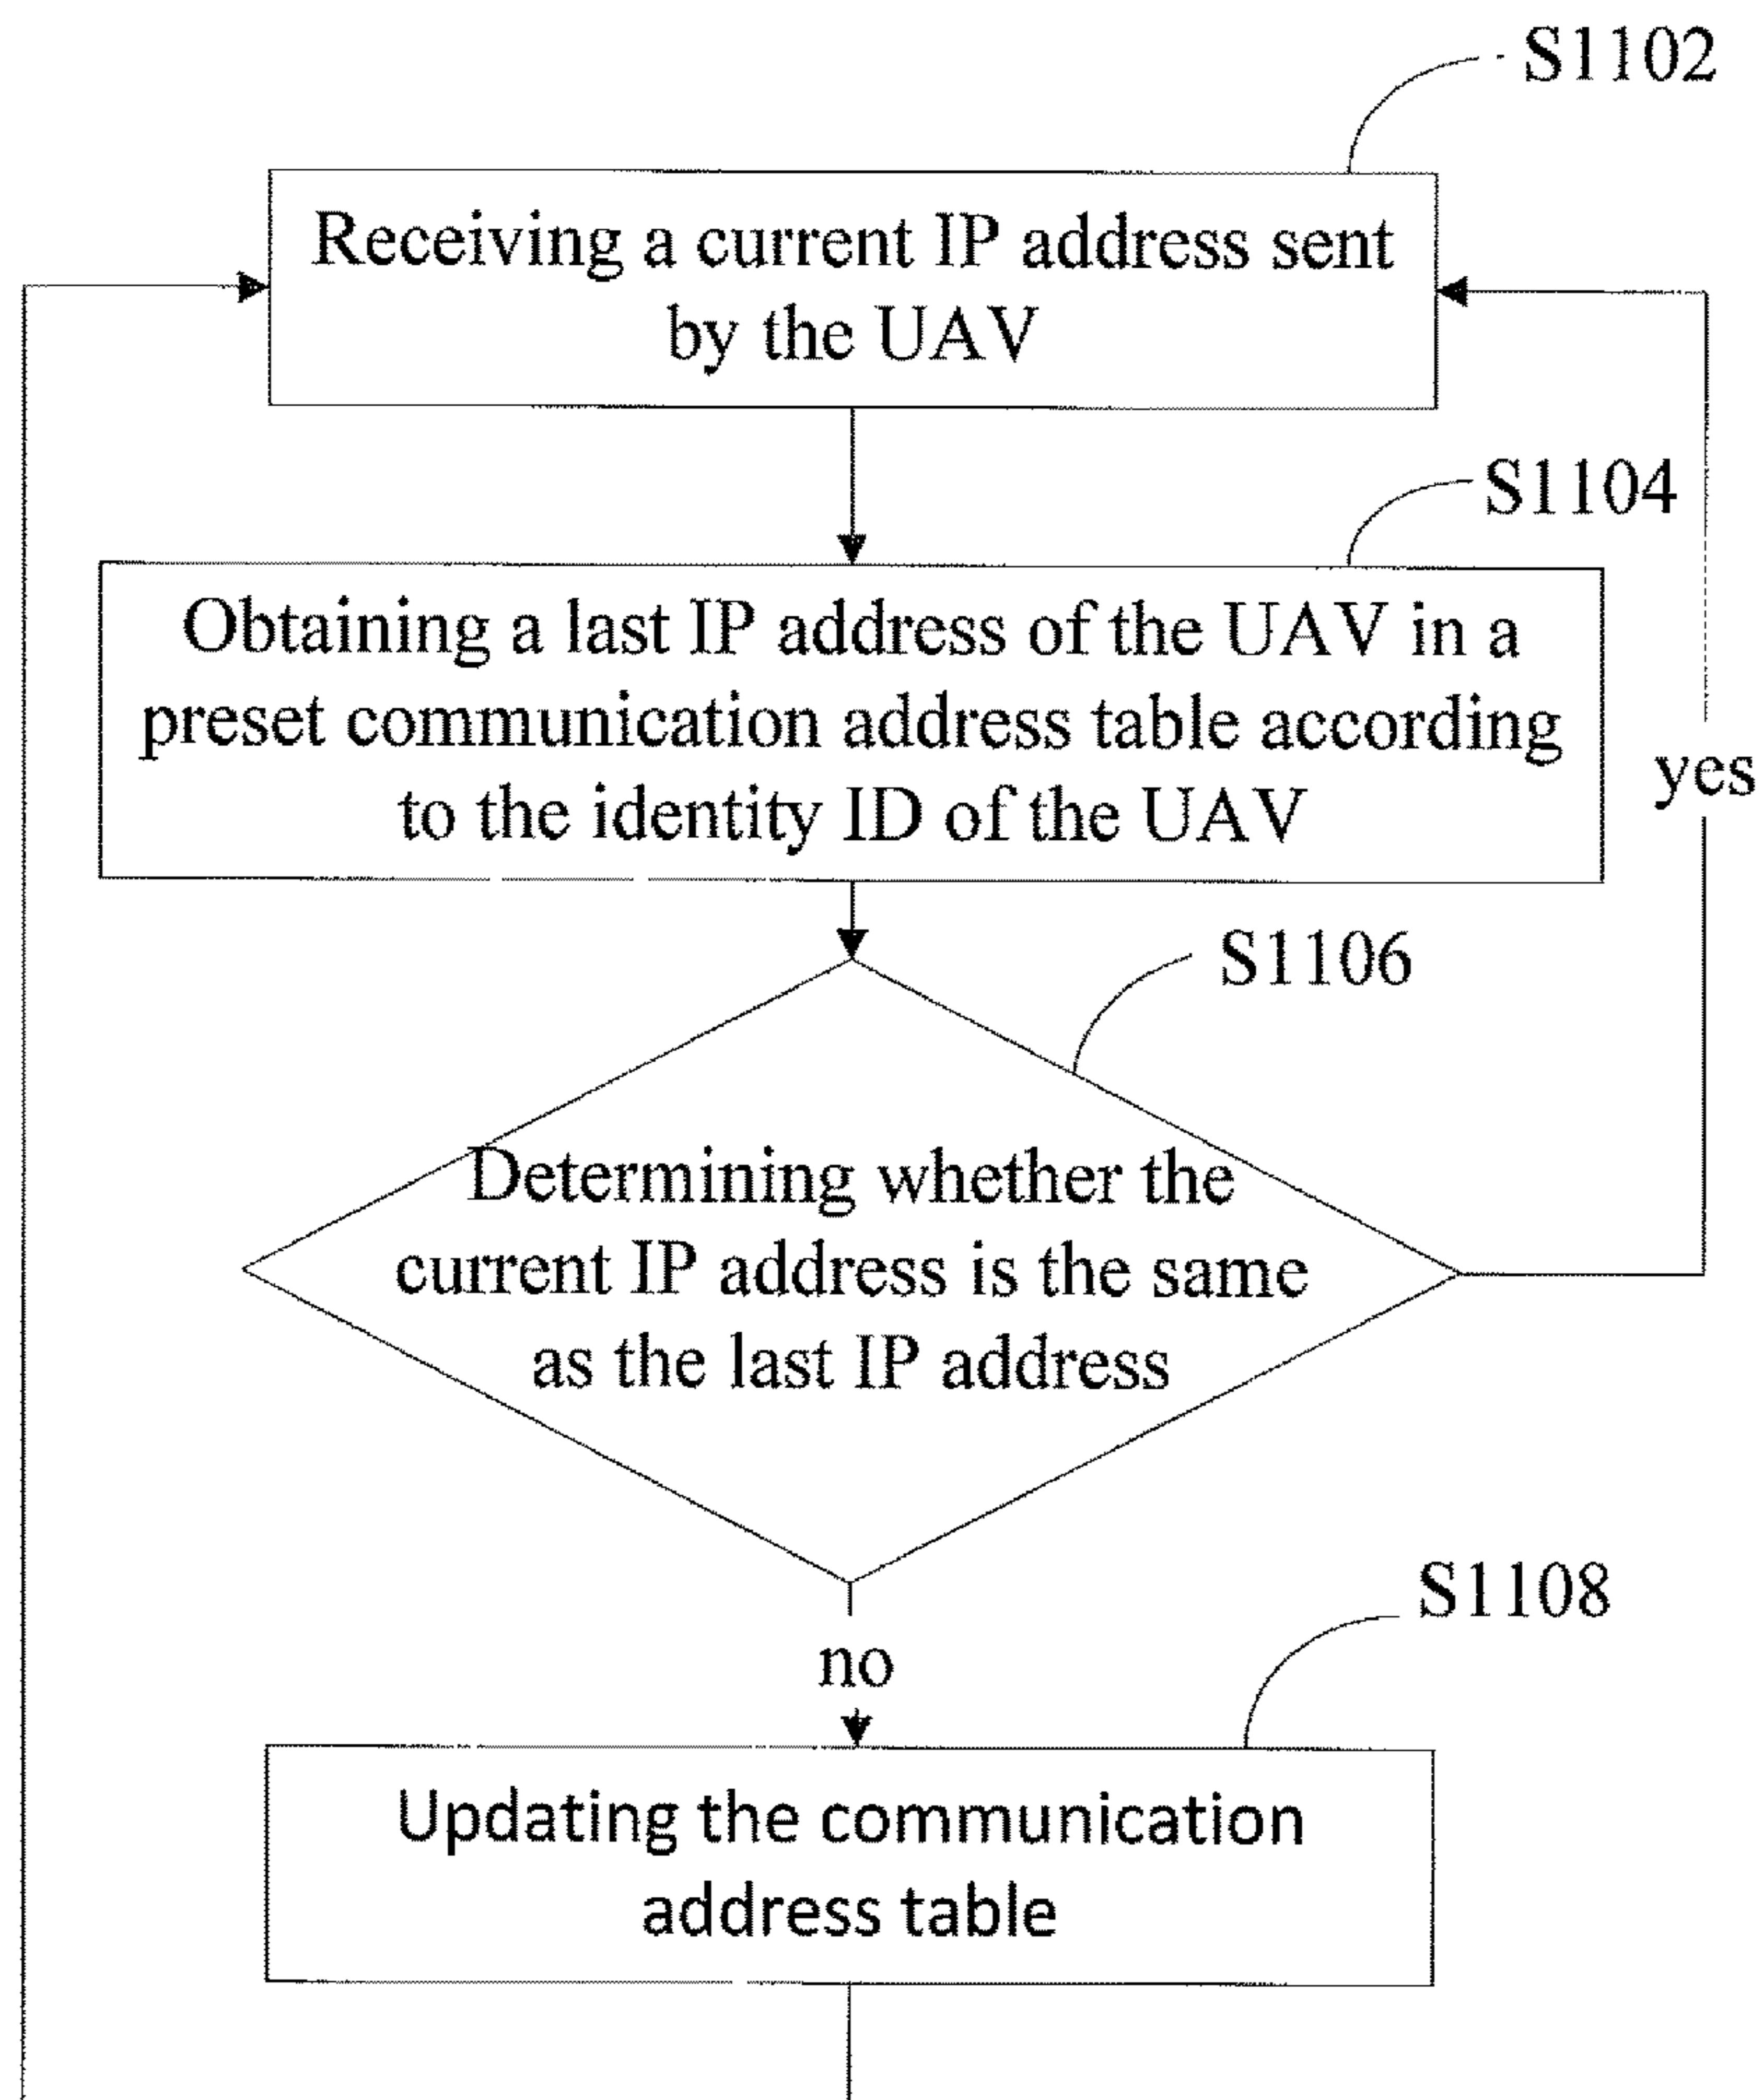 S1102
Receiving a current IP address sent
by the UAV
S1104
Obtaining a last IP address of the UAV in a
preset communication address table according
to the identity ID of the UAV
yes
S1106
Determining whether the
current IP address is the same
as the last IP address
S1108
no
Updating the communication
address table